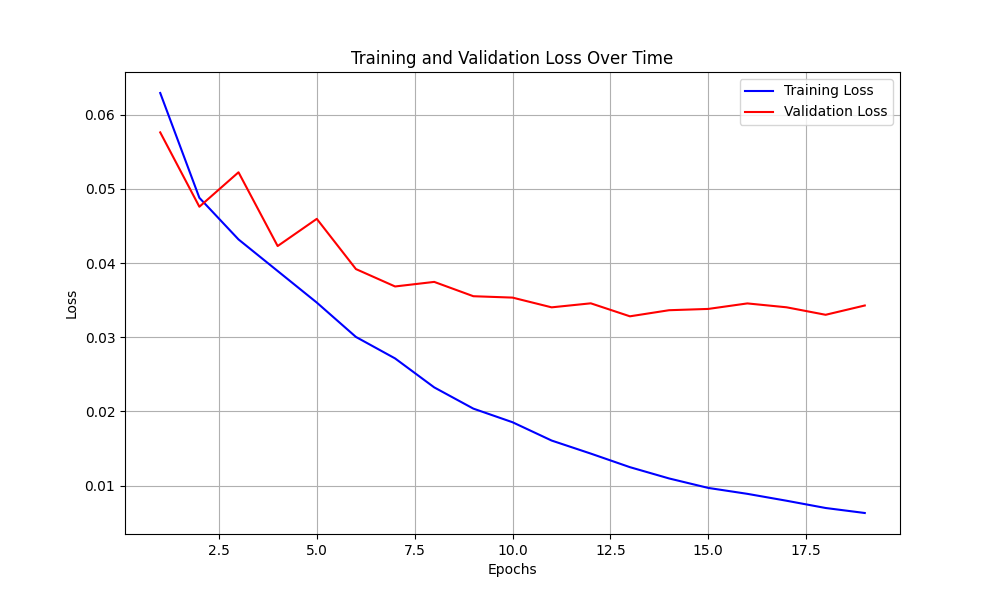 Training and Validation Loss Over Time
Training Loss
Validation Loss
Loss
0.06
0.05
0.04
0.03
0.02
0.01
2.5 5.0 7.5 10.0 12.5 15.0 17.5
Epochs